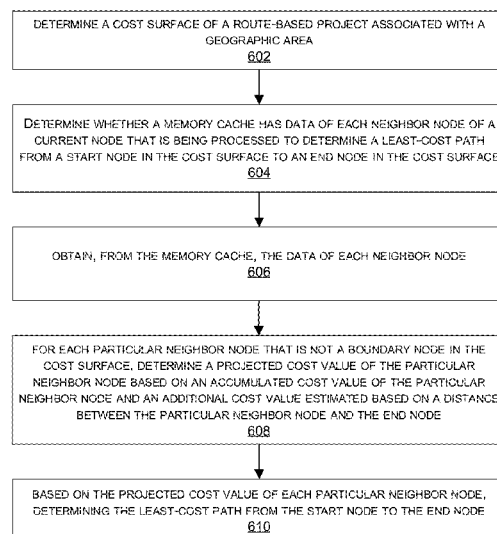 DETERMINE A COST SURFACE OF A ROUTE-BASED PROJECT ASSOCIATED WITH A
GEOGRAPHIC AREA
602
DETERMINE WHETHER A MEMORY CACHE HAS DATA OF EACH NEIGHBOR NODE OF A
CURRENT NODE THAT IS BEING PROCESSED TO DETERMINE A LEAST-COST PATH
FROM A START NODE IN THE COST SURFACE TO AN END NODE IN THE COST SURFACE
604
OBTAIN, FROM THE MEMORY CACHE, THE DATA OF EACH NEIGHBOR NODE
606
FOR EACH PARTICULAR NEIGHBOR NODE THAT IS NOT A BOUNDARY NODE IN THE
COST SURFACE, DETERMINE A PROJECTED COST VALUE OF THE PARTICULAR
NEIGHBOR NODE BASED ON AN ACCUMULATED COST VALUE OF THE PARTICULAR
NEIGHBOR NODE AND AN ADDITIONAL COST VALUE ESTIMATED BASED ON A DISTANCE
BETWEEN THE PARTICULAR NEIGHBOR NODE AND THE END NODE
608
BASED ON THE PROJECTED COST VALUE OF EACH PARTICULAR NEIGHBOR NODE,
DETERMINING THE LEAST-COST PATH FROM THE START NODE TO THE END NODE
610